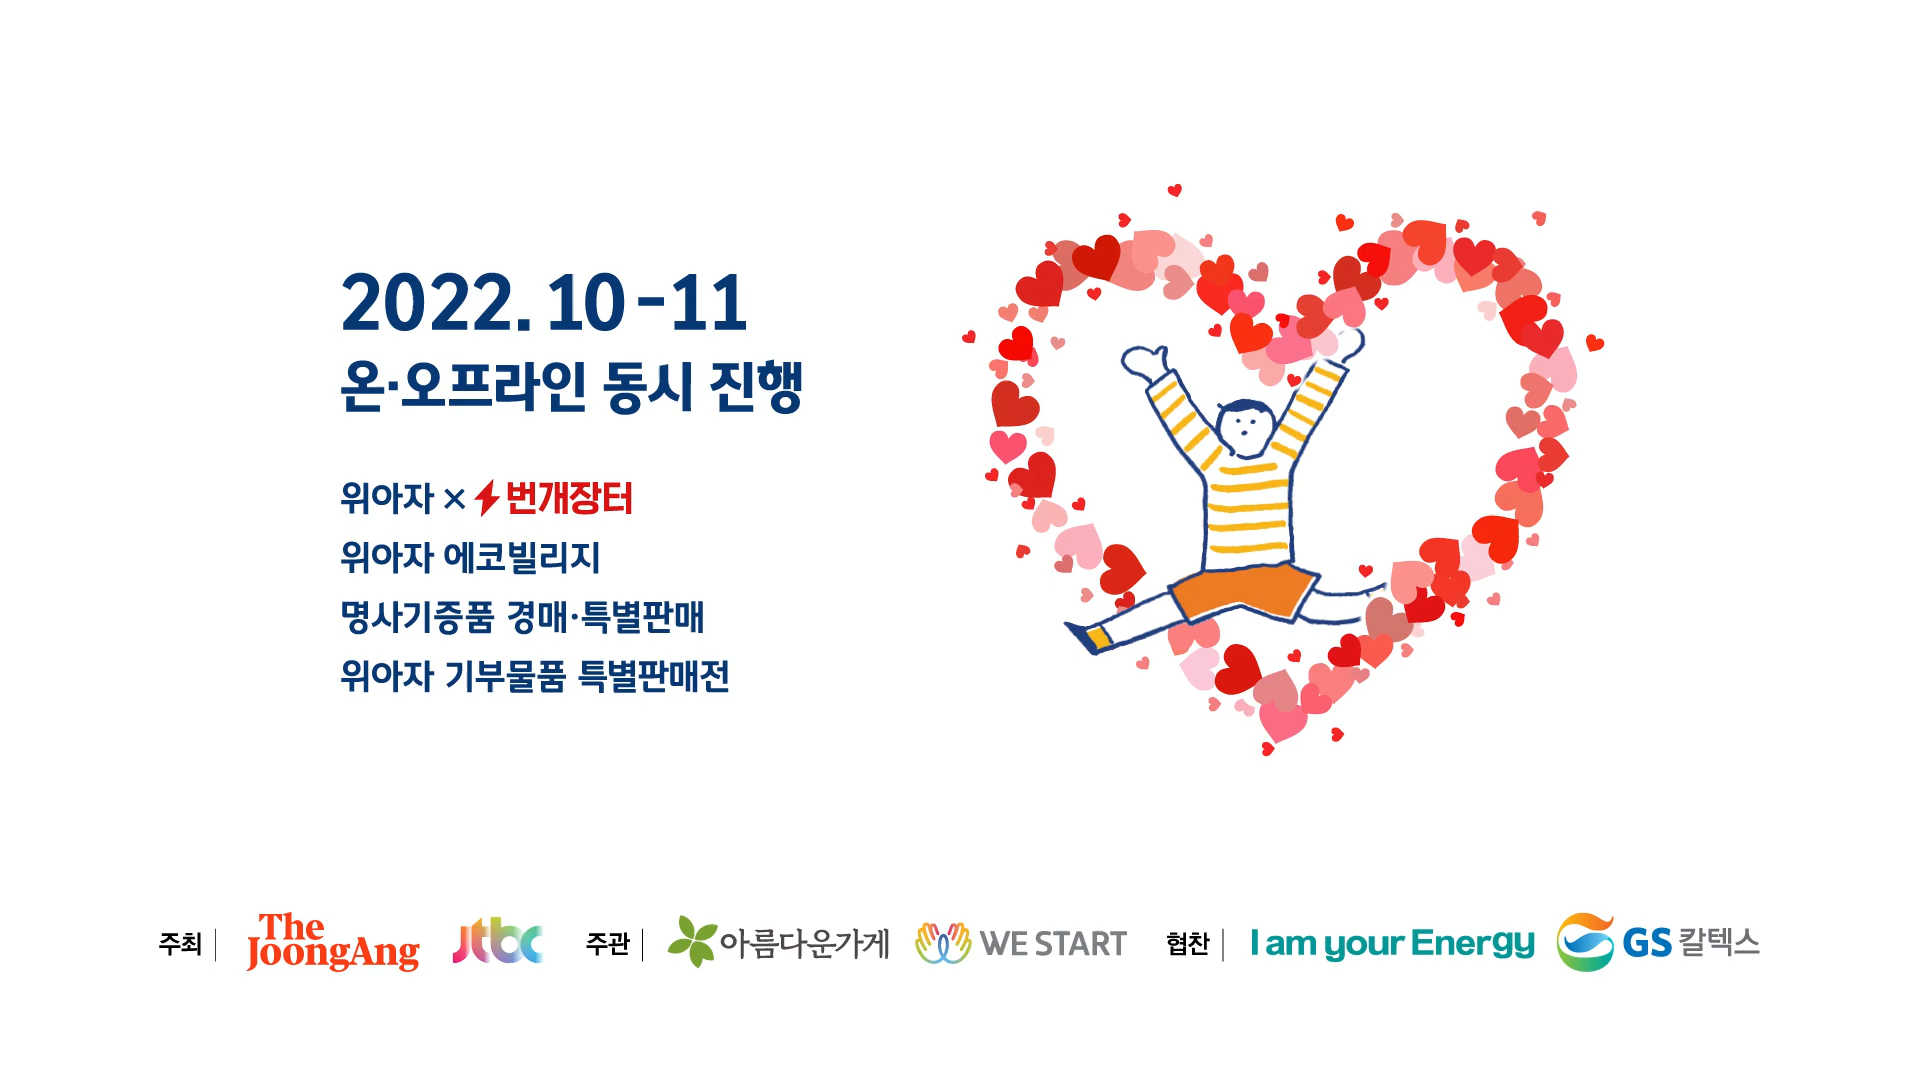 2022. 10 - 11
온·오프라인 동시 진행
위아자 × 번개장터
위아자 에코빌리지
명사기증품 경매·특별판매
위아자 기부물품 특별판매전
주최 | The JoongAng jtbc 주관 | 아름다운가게 WE START 협찬 | I am your Energy GS 칼텍스